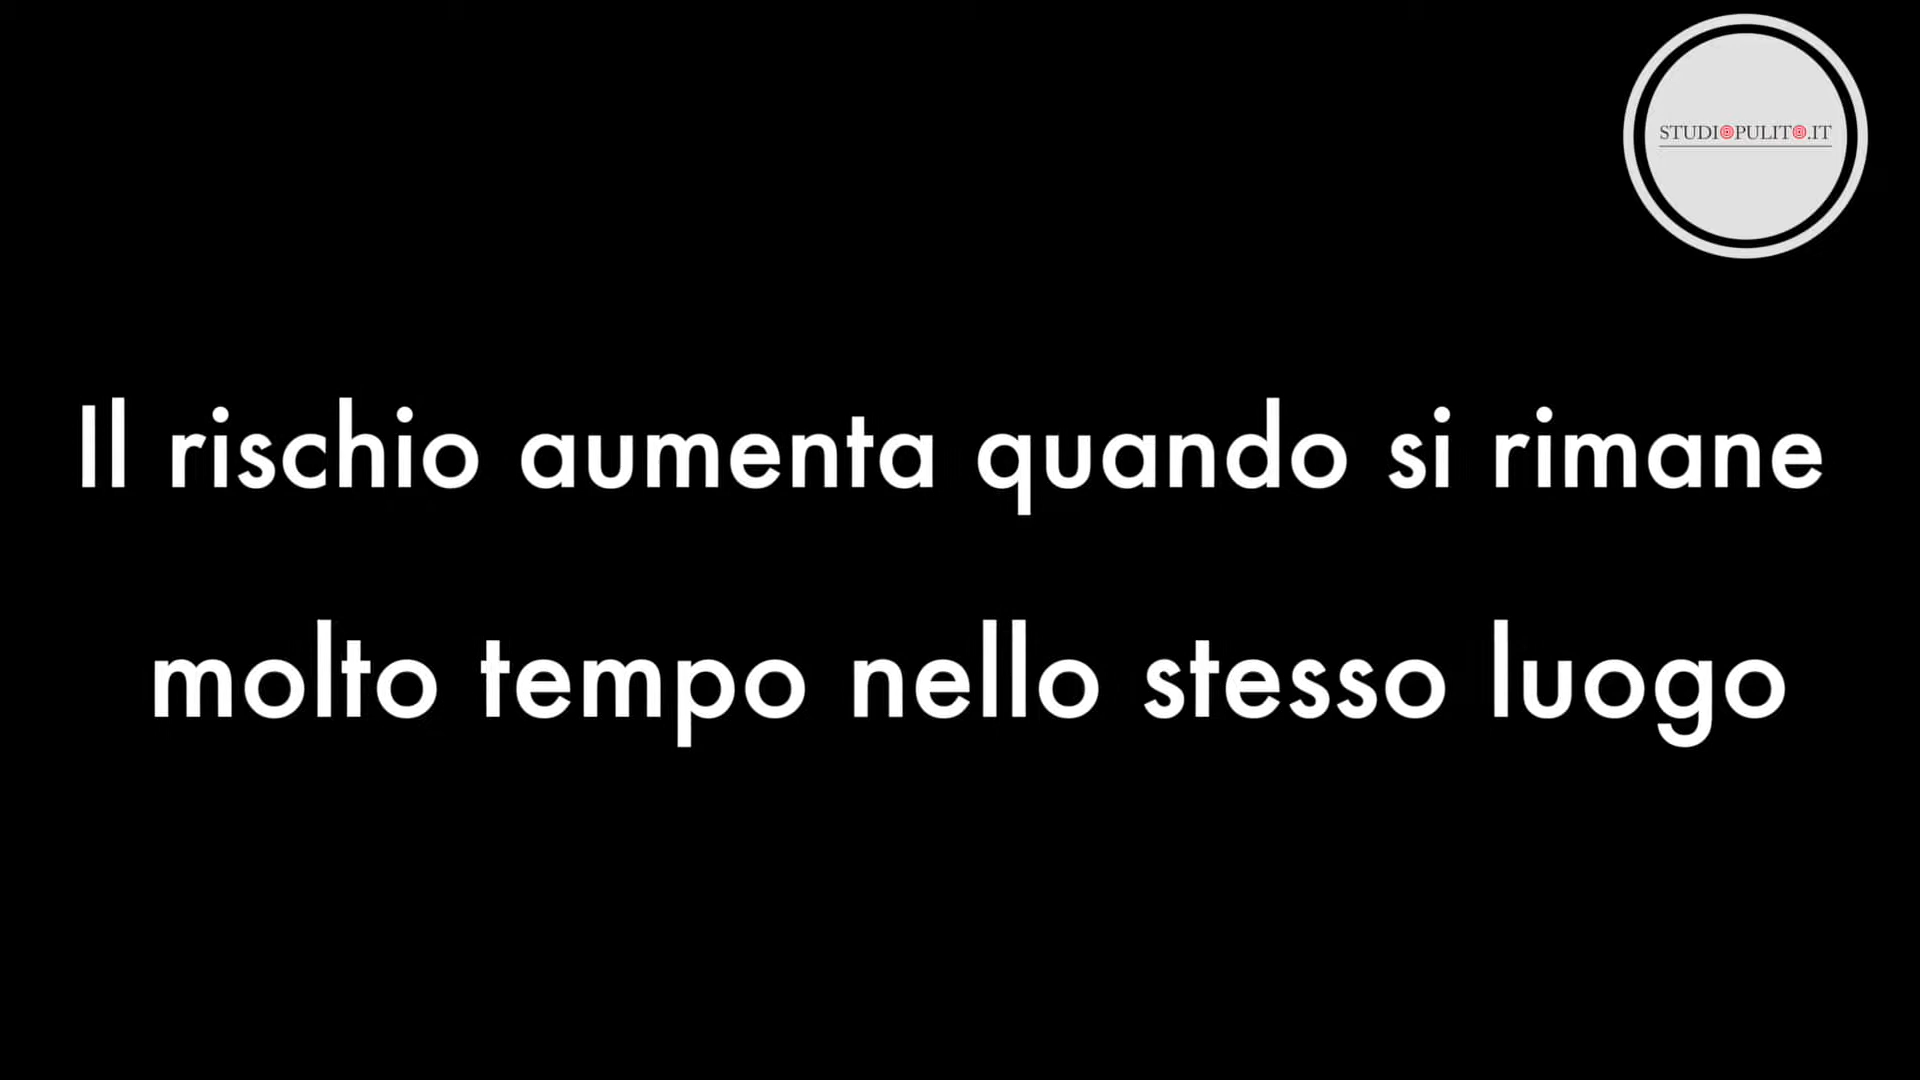 STUDIOPULITO.IT
Il rischio aumenta quando si rimane
molto tempo nello stesso luogo